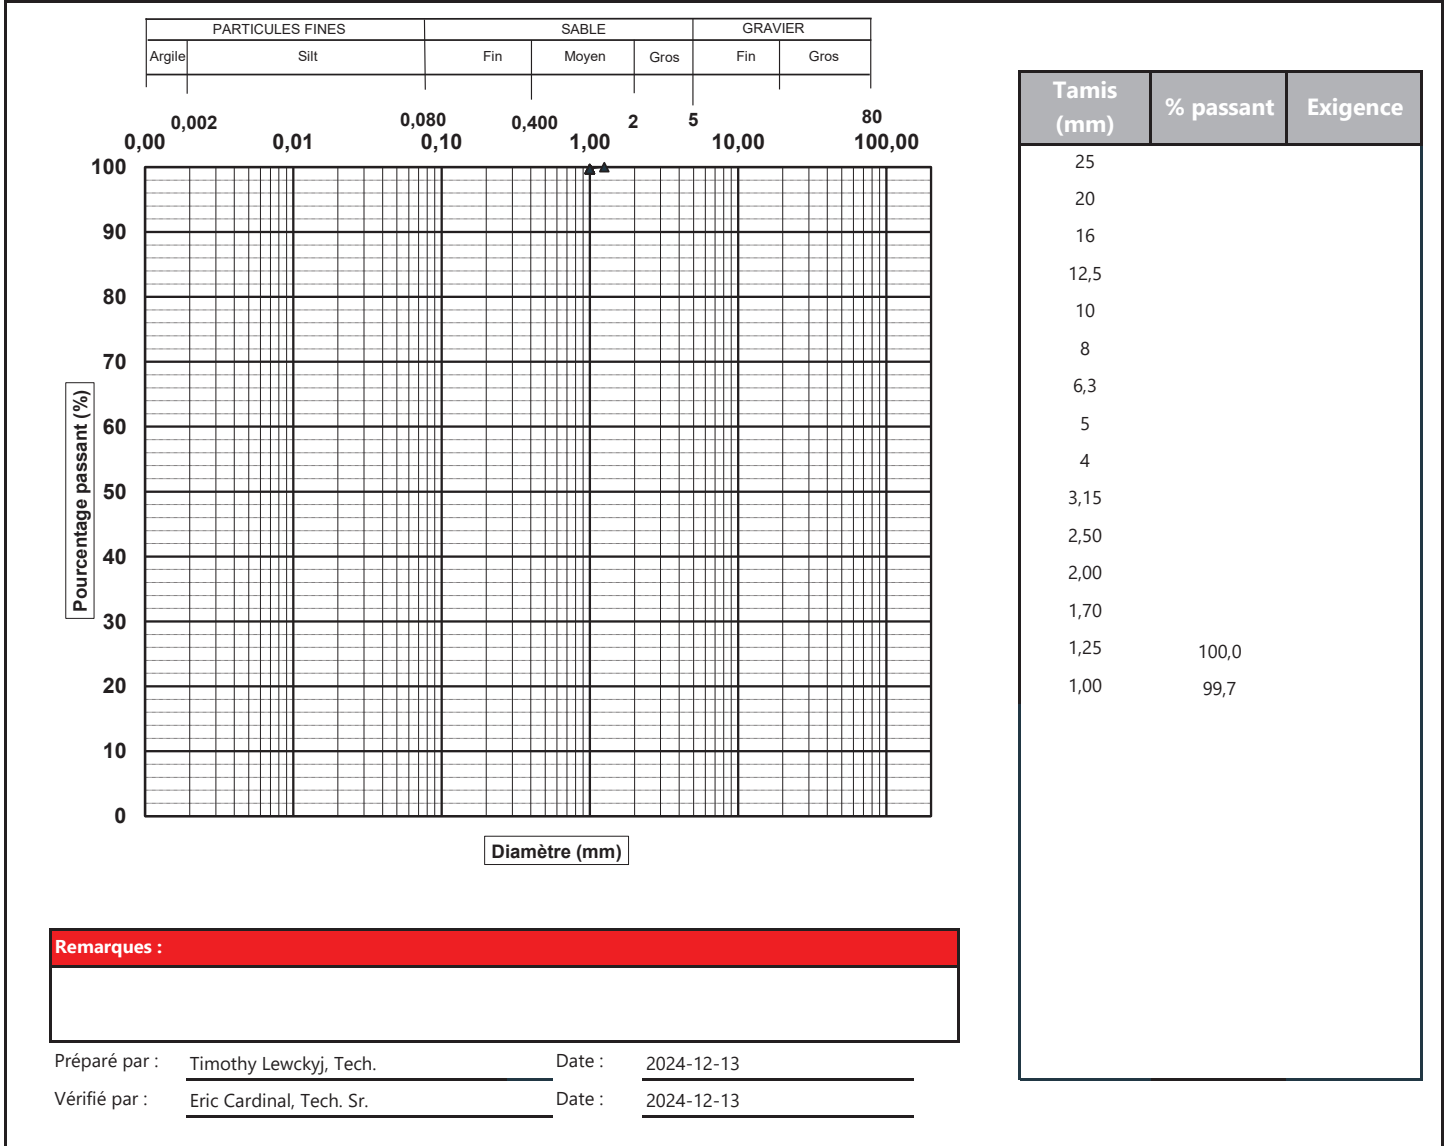 PARTICULES FINES SABLE GRAVIER
Argile Silt Fin Moyen Gros Fin Gros
0,002 0,080 0,400 2 5 80
0,00 0,01 0,10 1,00 10,00 100,00
100
90
80
70
60
50
40
30
20
10
0
Pourcentage passant (%)
Diamètre (mm)
Tamis (mm) % passant Exigence
25
20
16
12,5
10
8
6,3
5
4
3,15
2,50
2,00
1,70
1,25 100,0
1,00 99,7
Remarques :
Préparé par : Timothy Lewckyj, Tech. Date : 2024-12-13
Vérifié par : Eric Cardinal, Tech. Sr. Date : 2024-12-13